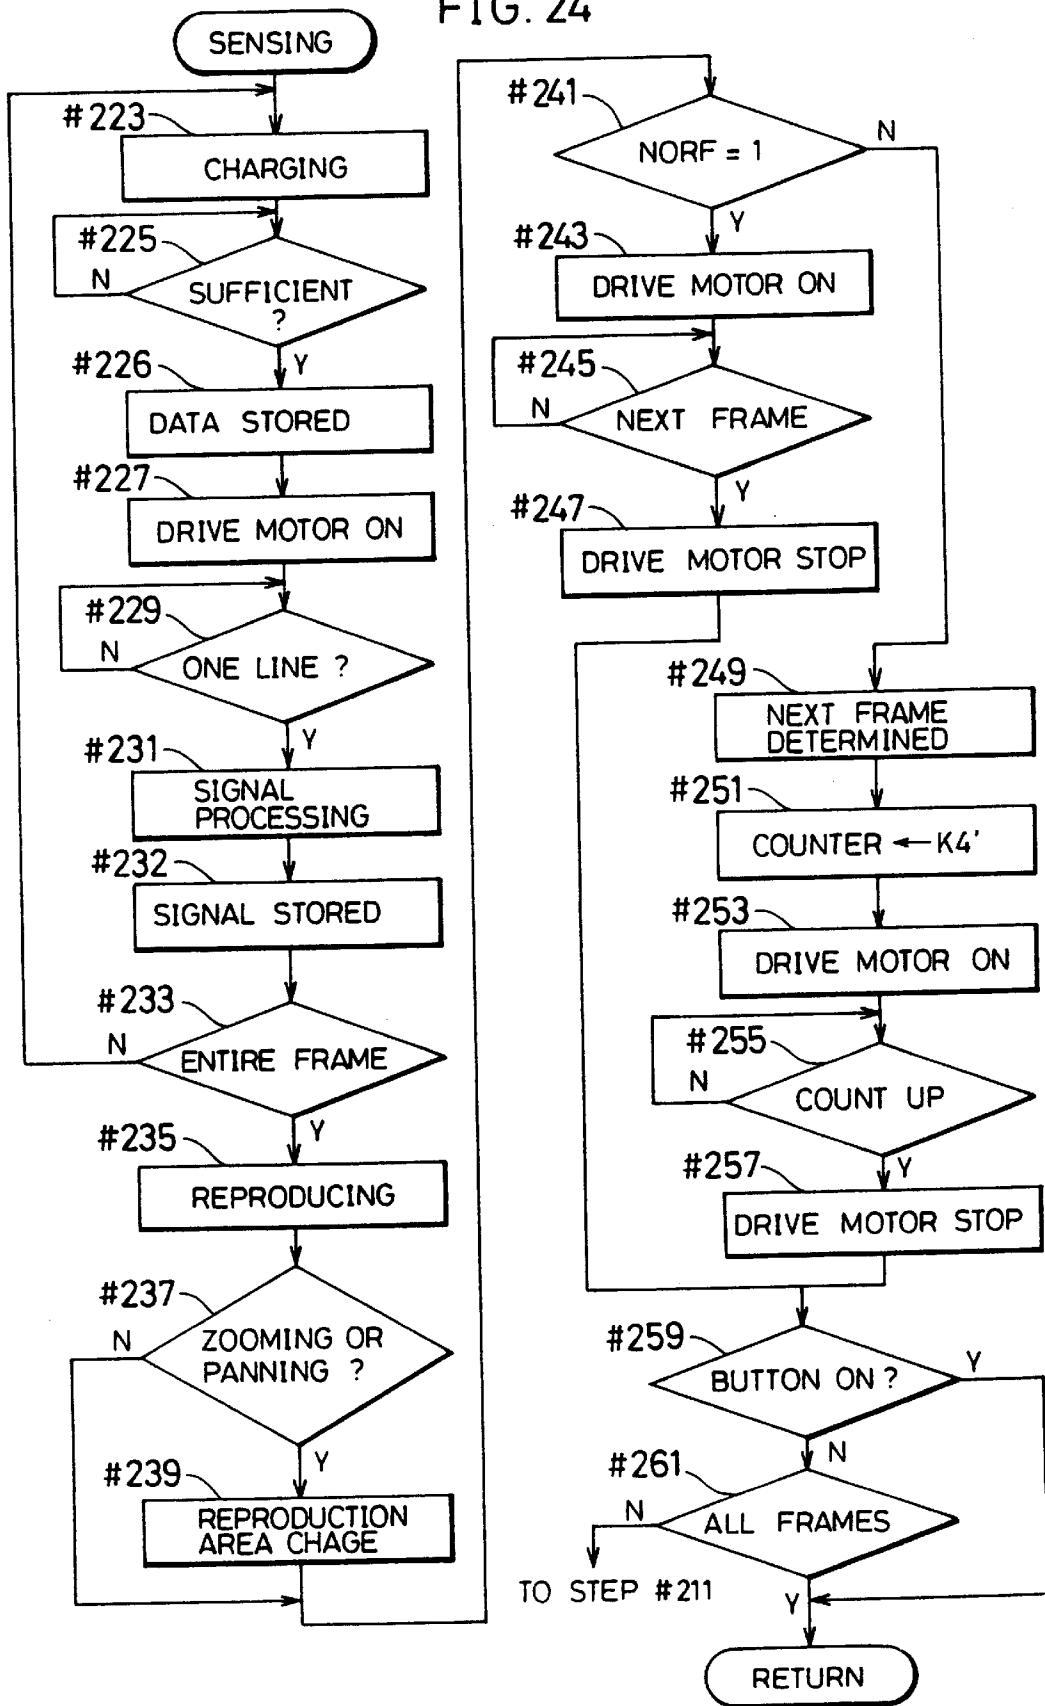 FIG. 24
SENSING
#223
CHARGING
#225
SUFFICIENT
?
N
Y
#226
DATA STORED
#227
DRIVE MOTOR ON
#229
ONE LINE ?
N
Y
#231
SIGNAL
PROCESSING
#232
SIGNAL STORED
#233
ENTIRE FRAME
N
Y
#235
REPRODUCING
#237
ZOOMING OR
PANNING ?
N
Y
#239
REPRODUCTION
AREA CHAGE
#241
NORF = 1
N
Y
#243
DRIVE MOTOR ON
#245
NEXT FRAME
N
Y
#247
DRIVE MOTOR STOP
#249
NEXT FRAME
DETERMINED
#251
COUNTER ← K4'
#253
DRIVE MOTOR ON
#255
COUNT UP
N
Y
#257
DRIVE MOTOR STOP
#259
BUTTON ON ?
Y
N
#261
ALL FRAMES
N
TO STEP #211
Y
RETURN